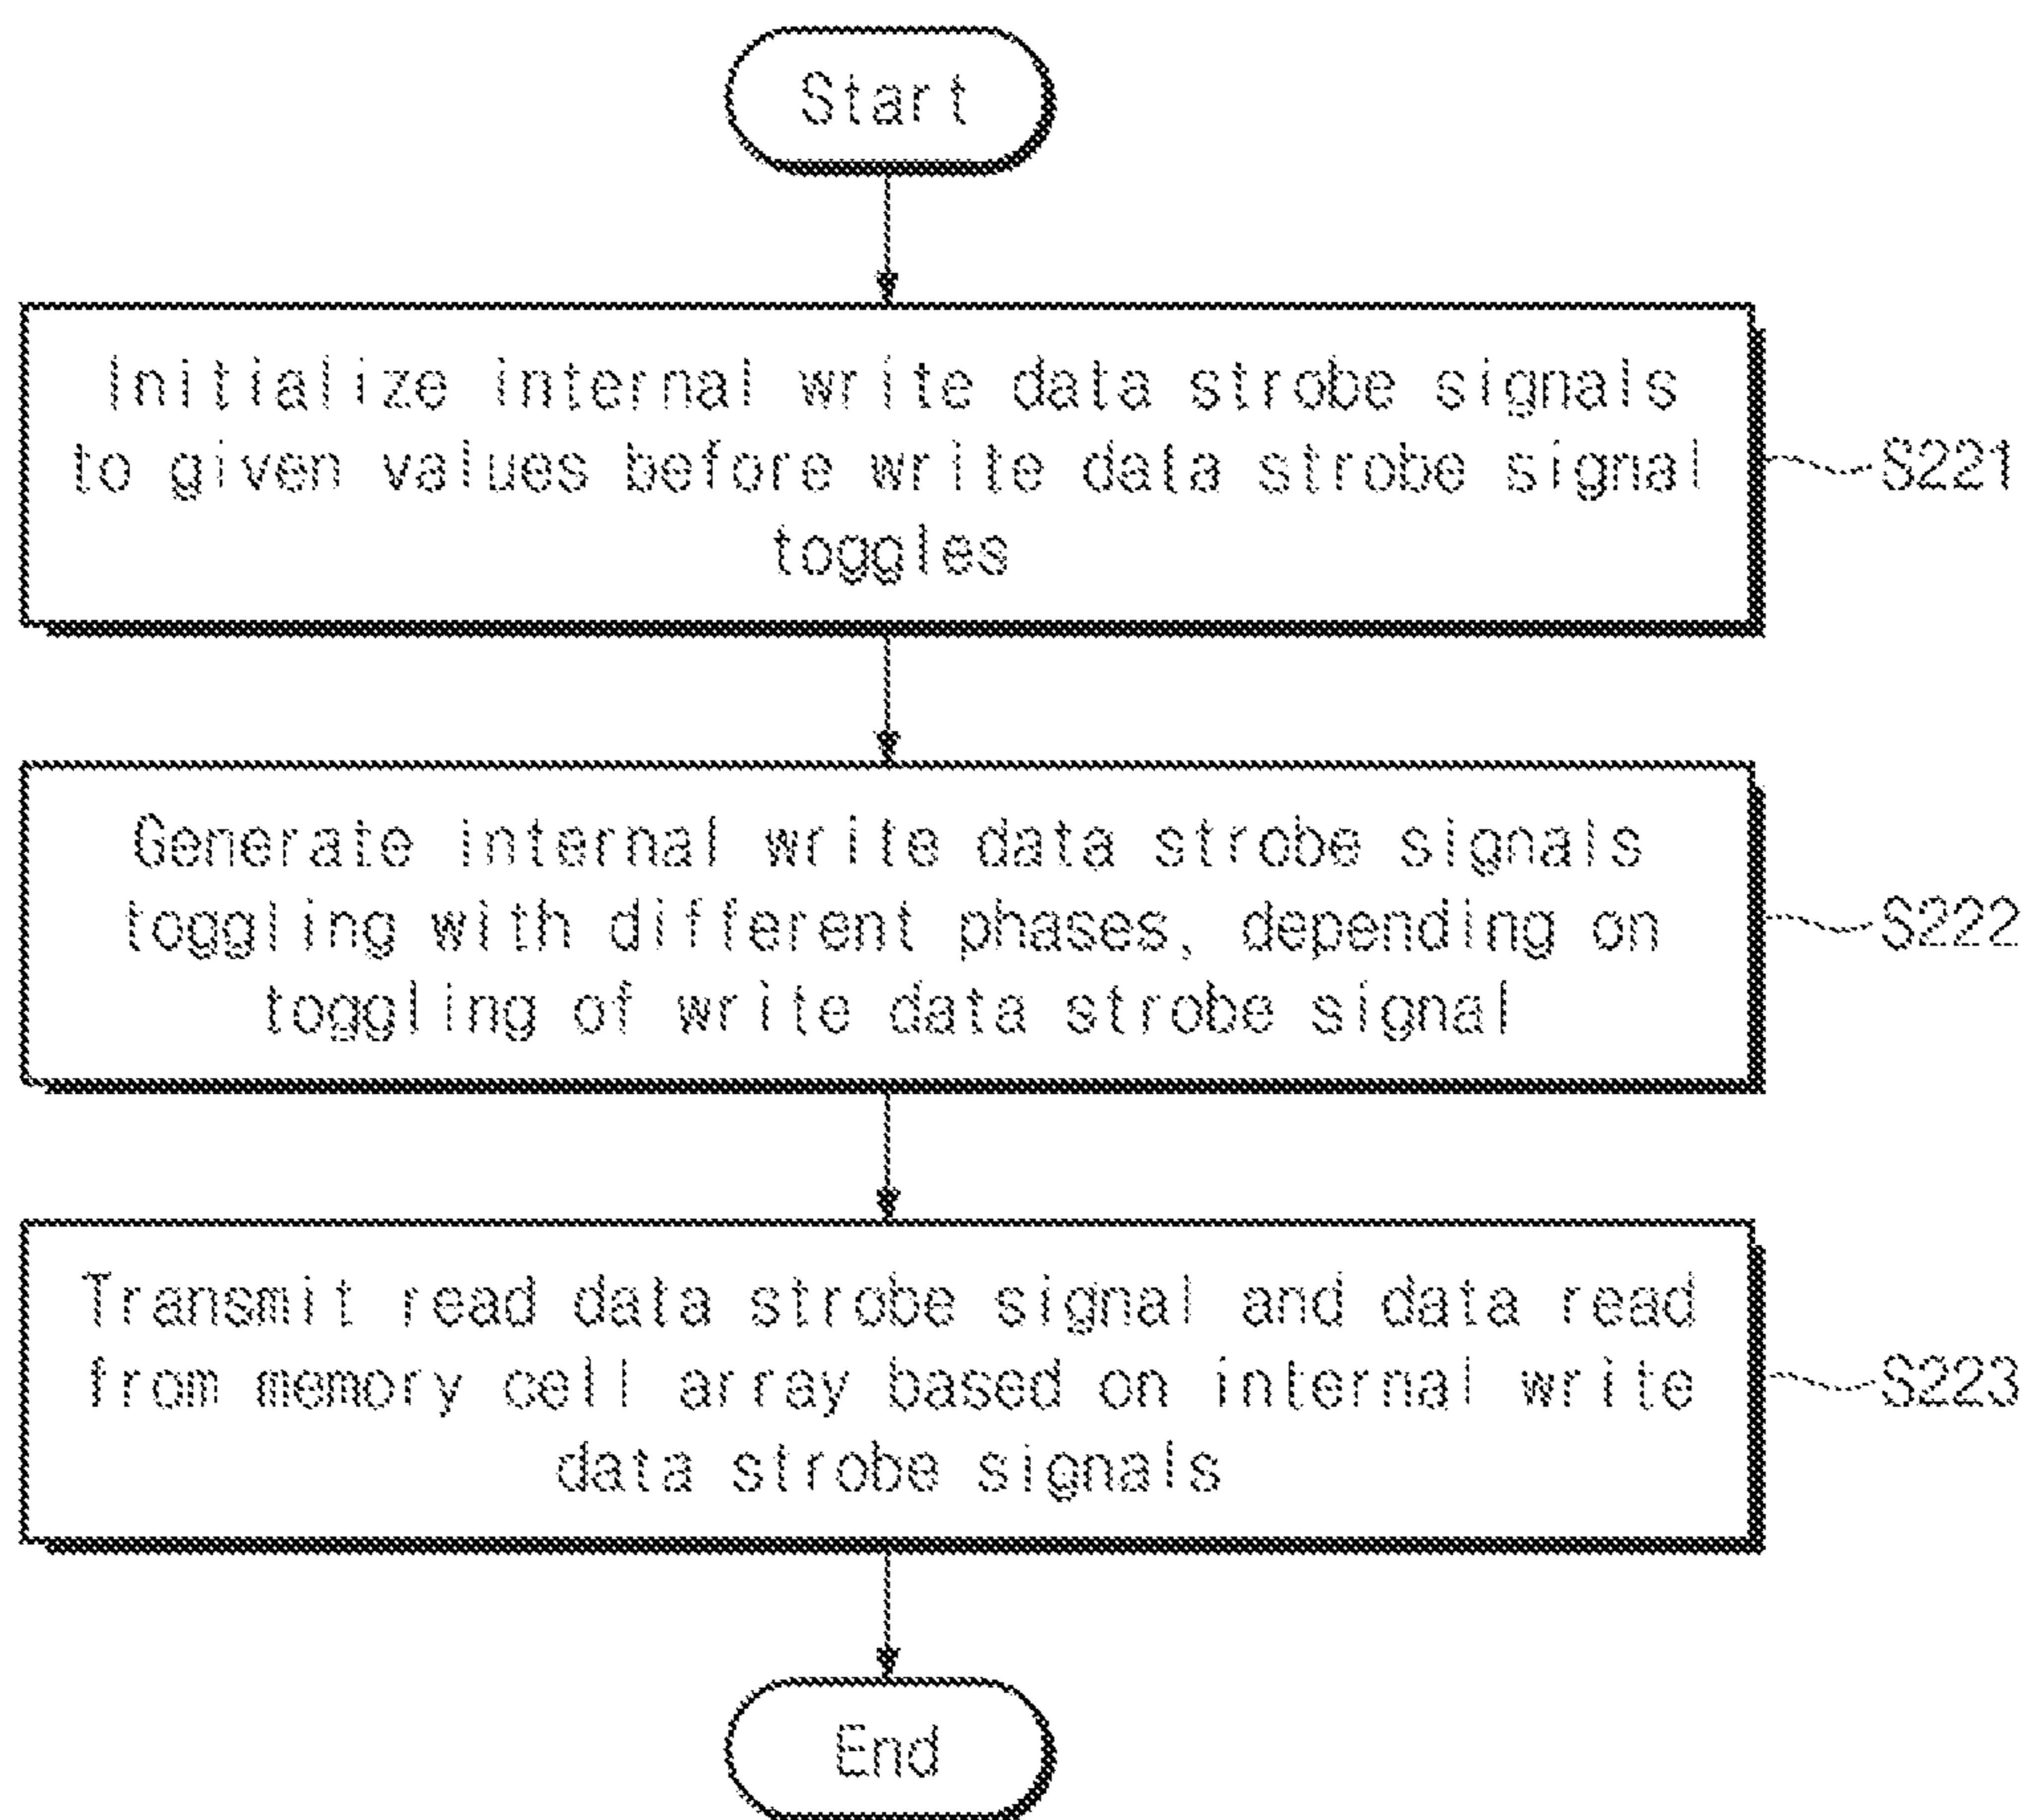 Start
Initialize internal write data strobe signals
to given values before write data strobe signal
toggles
S221
Generate internal write data strobe signals
toggling with different phases, depending on
toggling of write data strobe signal
S222
Transmit read data strobe signal and data read
from memory cell array based on internal write
data strobe signals
S223
End